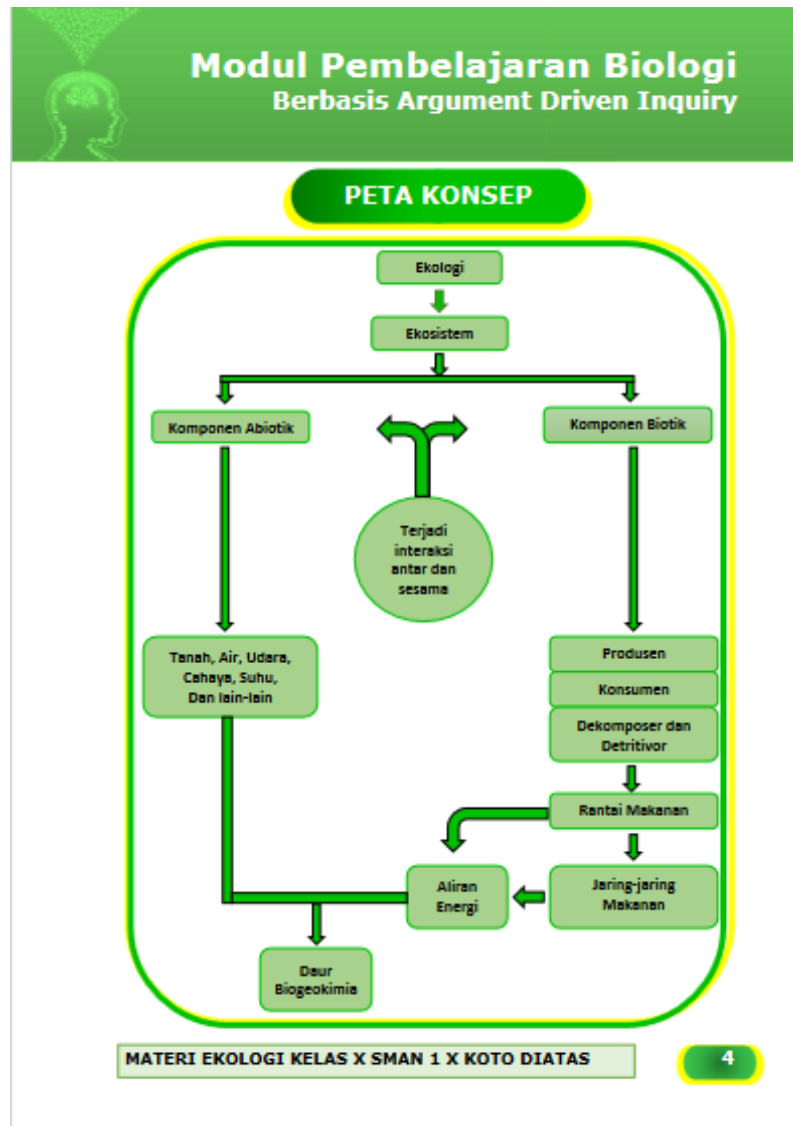 Modul Pembelajaran Biologi
Berbasis Argument Driven Inquiry
PETA KONSEP
Ekologi
Ekosistem
Komponen Abiotik
Komponen Biotik
Terjadi
interaksi
antar dan
sesama
Tanah, Air, Udara,
Cahaya, Suhu,
Dan lain-lain
Produsen
Konsumen
Dekomposer dan
Detritivor
Rantai Makanan
Aliran
Energi
Jaring-jaring
Makanan
Daur
Biogeokimia
MATERI EKOLOGI KELAS X SMAN 1 X KOTO DIATAS
4